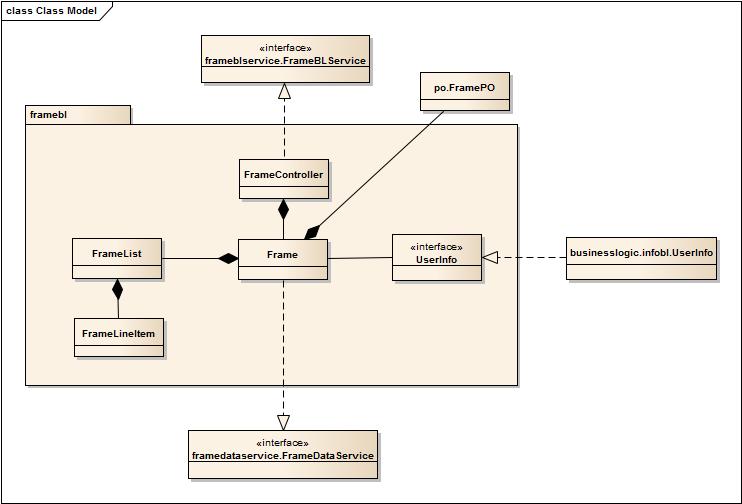 class Class Model
«interface»
frameblservice.FrameBLService
po.FramePO
framebl
FrameController
FrameList
Frame
«interface»
UserInfo
businesslogic.infobl.UserInfo
FrameLineItem
«interface»
framedataservice.FrameDataService